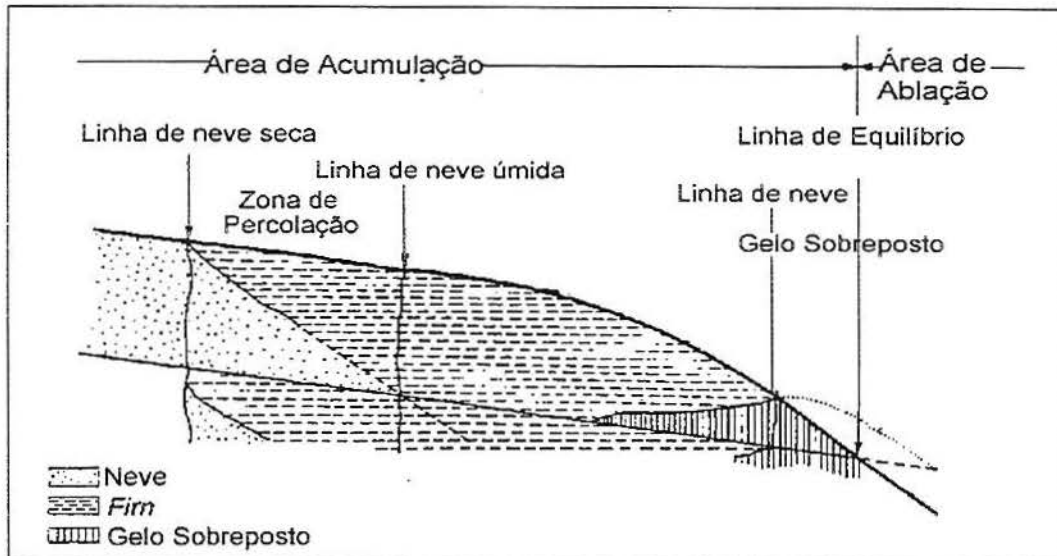 Área de Acumulação
Área de
Ablação
Linha de neve seca
Linha de Equilíbrio
Linha de neve úmida
Linha de neve
Zona de
Percolação
Gelo Sobreposto
Neve
Firn
Gelo Sobreposto